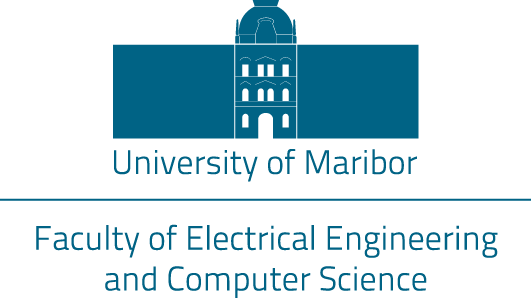 University of Maribor
Faculty of Electrical Engineering
and Computer Science